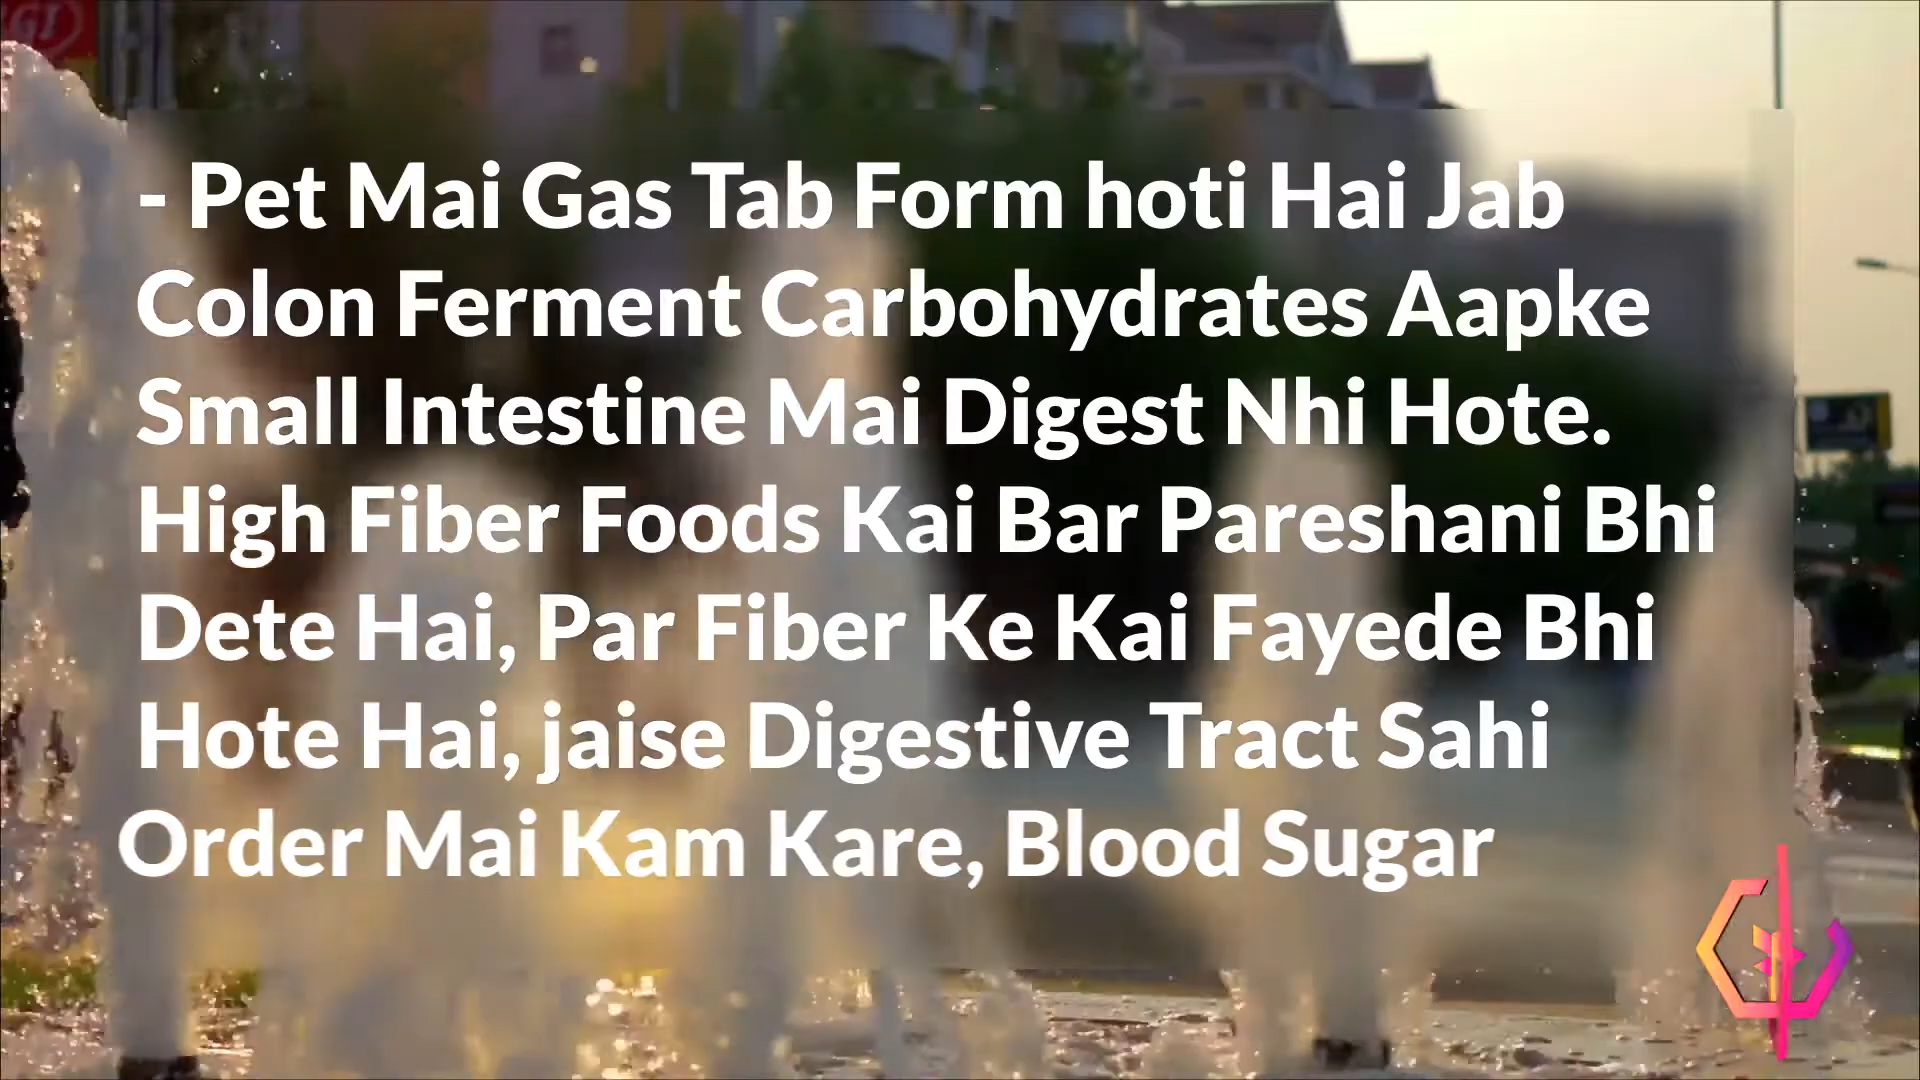 - Pet Mai Gas Tab Form hoti Hai Jab
Colon Ferment Carbohydrates Aapke
Small Intestine Mai Digest Nhi Hote.
High Fiber Foods Kai Bar Pareshani Bhi
Dete Hai, Par Fiber Ke Kai Fayede Bhi
Hote Hai, jaise Digestive Tract Sahi
Order Mai Kam Kare, Blood Sugar